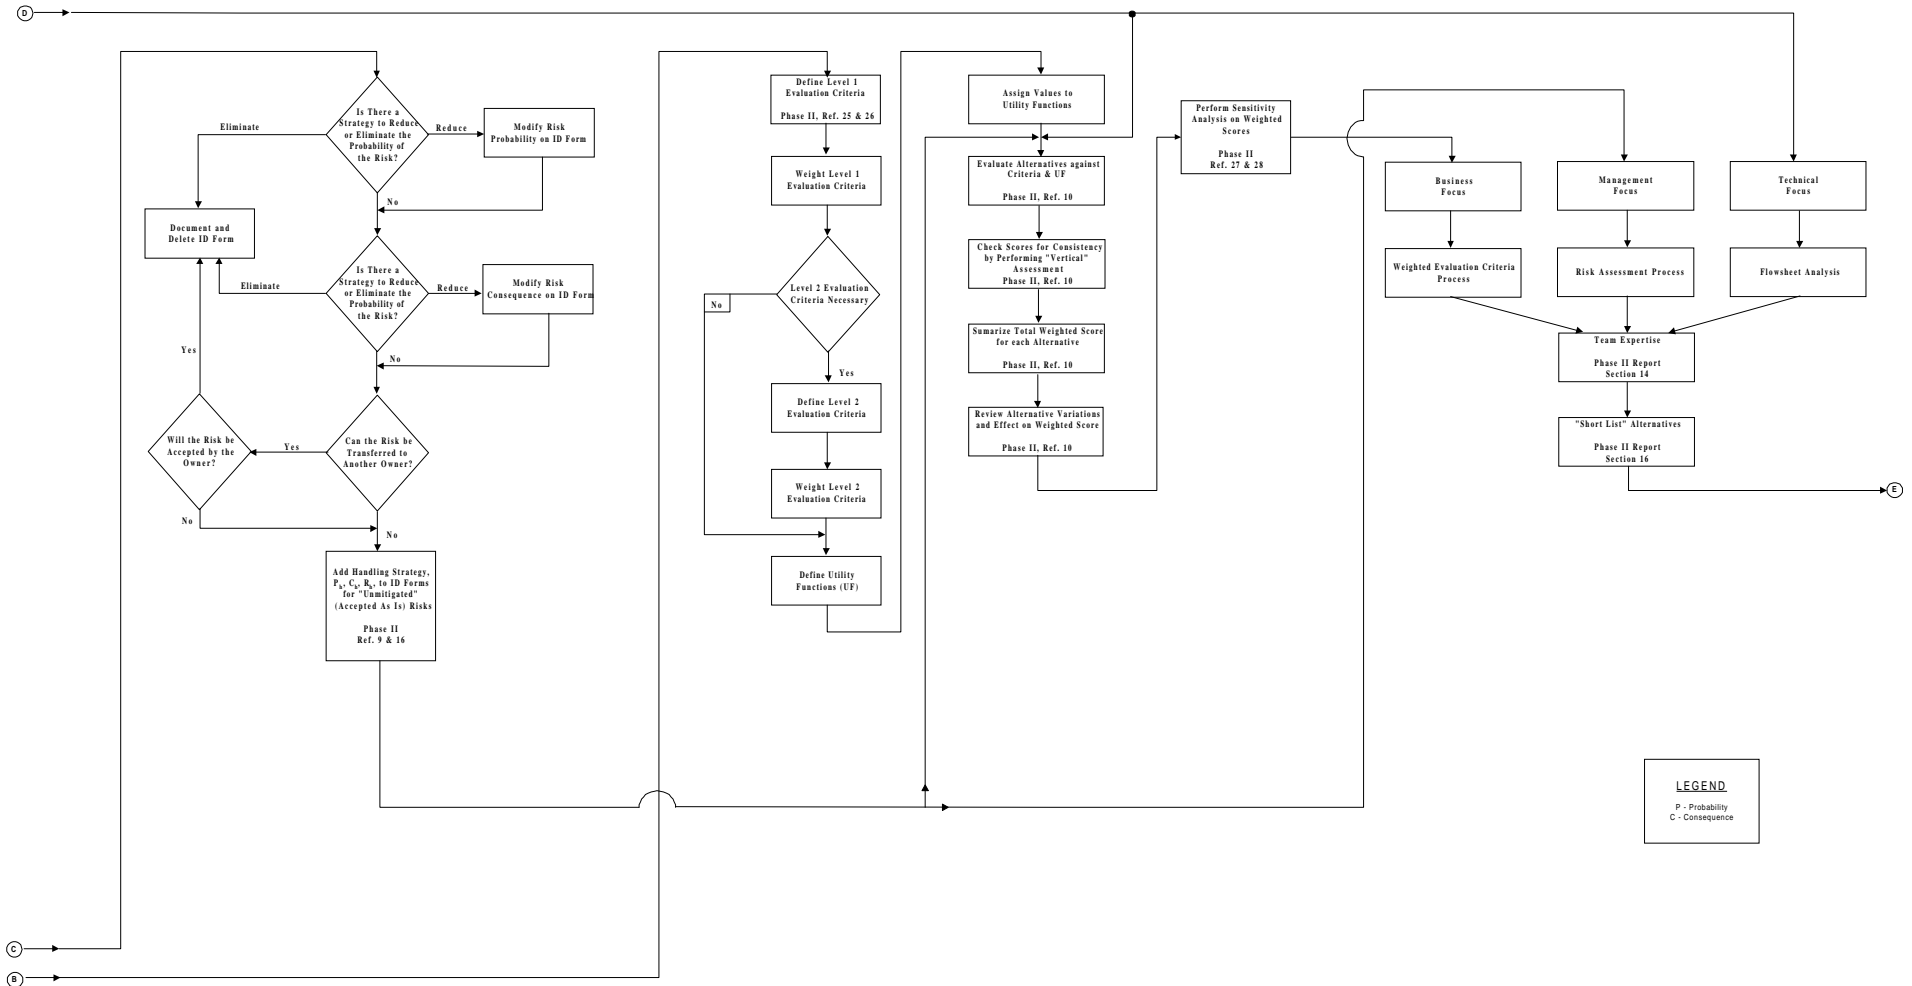 D
Is There a
Strategy to Reduce
or Eliminate the
Probability of
the Risk?
Eliminate
Reduce
Modify Risk
Probability on ID Form
No
Document and
Delete ID Form
Is There a
Strategy to Reduce
or Eliminate the
Probability of
the Risk?
Eliminate
Reduce
Modify Risk
Consequence on ID Form
No
Yes
Will the Risk be
Accepted by the
Owner?
Yes
Can the Risk be
Transferred to
Another Owner?
No
No
Add Handling Strategy,
Ph, Ch, Rh, to ID Forms
for "Unmitigated"
(Accepted As Is) Risks
Phase II
Ref. 9 & 16
Define Level 1
Evaluation Criteria
Phase II, Ref. 25 & 26
Weight Level 1
Evaluation Criteria
Level 2 Evaluation
Criteria Necessary
No
Yes
Define Level 2
Evaluation Criteria
Weight Level 2
Evaluation Criteria
Define Utility
Functions (UF)
Assign Values to
Utility Functions
Evaluate Alternatives against
Criteria & UF
Phase II, Ref. 10
Check Scores for Consistency
by Performing "Vertical"
Assessment
Phase II, Ref. 10
Sumarize Total Weighted Score
for each Alternative
Phase II, Ref. 10
Review Alternative Variations
and Effect on Weighted Score
Phase II, Ref. 10
Perform Sensitivity
Analysis on Weighted
Scores
Phase II
Ref. 27 & 28
Business
Focus
Management
Focus
Technical
Focus
Weighted Evaluation Criteria
Process
Risk Assessment Process
Flowsheet Analysis
Team Expertise
Phase II Report
Section 14
"Short List" Alternatives
Phase II Report
Section 16
E
LEGEND
P - Probability
C - Consequence
C
B